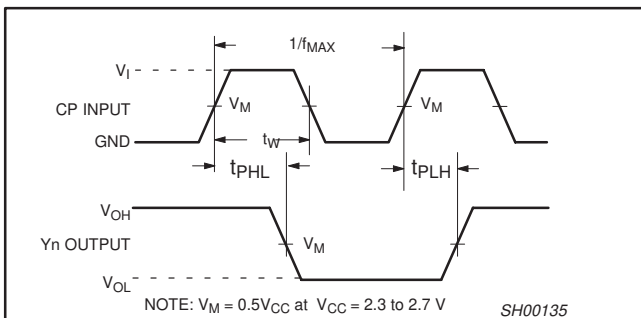 1/fMAX
VI
CP INPUT
VM
VM
GND
tW
tPHL
tPLH
VOH
Yn OUTPUT
VM
VOL
NOTE: VM = 0.5VCC at VCC = 2.3 to 2.7 V
SH00135